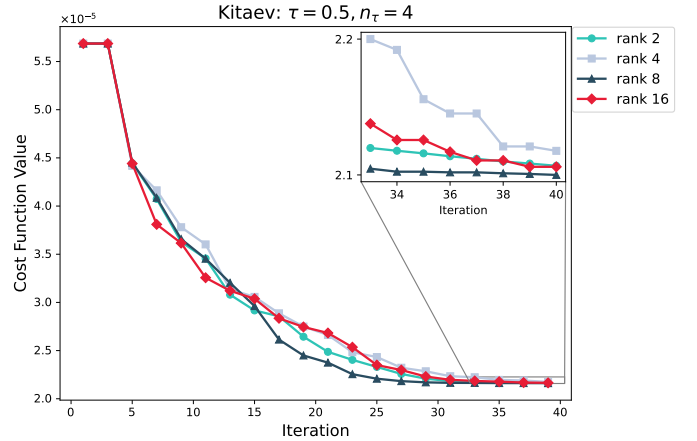 Kitaev: τ = 0.5, n_τ = 4
×10⁻⁵
5.5
5.0
4.5
4.0
3.5
3.0
2.5
2.0
Cost Function Value
0 5 10 15 20 25 30 35 40
Iteration
2.2
2.1
34 36 38 40
Iteration
rank 2
rank 4
rank 8
rank 16